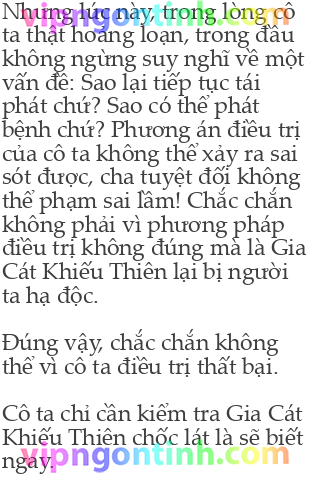 Nhưng lúc này, trong lòng cô
ta thật hoảng loạn, trong đầu
không ngừng suy nghĩ về một
vấn đề: Sao lại tiếp tục tái
phát chứ? Sao có thể phát
bệnh chứ? Phương án điều trị
của cô ta không thể xảy ra sai
sót được, cha tuyệt đối không
thể phạm sai lầm! Chắc chắn
không phải vì phương pháp
điều trị không đúng mà là Gia
Cát Khiếu Thiên lại bị người
ta hạ độc.
Đúng vậy, chắc chắn không
thể vì cô ta điều trị thất bại.
Cô ta chỉ cần kiểm tra Gia Cát
Khiếu Thiên chốc lát là sẽ biết
ngay.
vipngontinh.com
vipngontinh.com